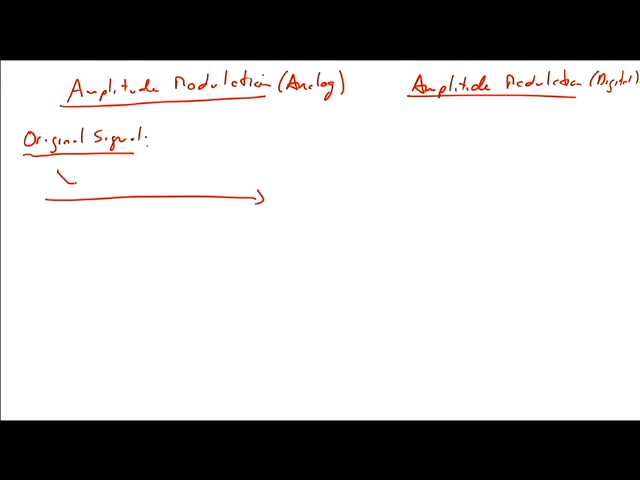 Amplitude Modulation (Analog)
Amplitude Modulation (Digital)
Original Signal: